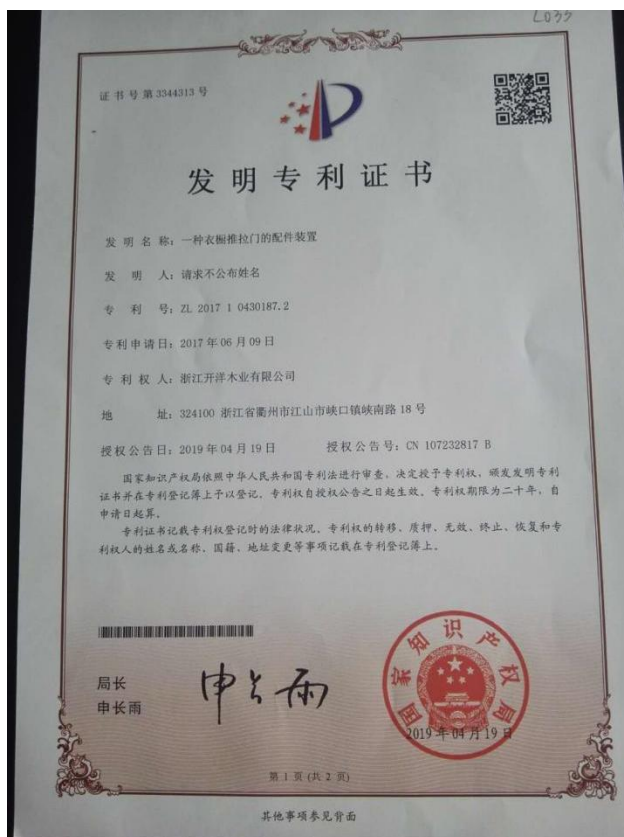 L033
证书号第3344313号
发明专利证书
发明名称：一种衣橱推拉门的配件装置
发明人：请求不公布姓名
专利号：ZL 2017 1 0430187.2
专利申请日：2017年06月09日
专利权人：浙江开洋木业有限公司
地址：324100 浙江省衢州市江山市峡口镇峡南路18号
授权公告日：2019年04月19日 授权公告号：CN 107232817 B
国家知识产权局依照中华人民共和国专利法进行审查，决定授予专利权，颁发发明专利
证书并在专利登记簿上予以登记。专利权自授权公告之日起生效。专利权期限为二十年，自
申请日起算。
专利证书记载专利权登记时的法律状况。专利权的转移、质押、无效、终止、恢复和专
利权人的姓名或名称、国籍、地址变更等事项记载在专利登记簿上。
局长
申长雨
申长雨
国家知识产权局
2019年04月19日
第1页(共2页)
其他事项参见背面